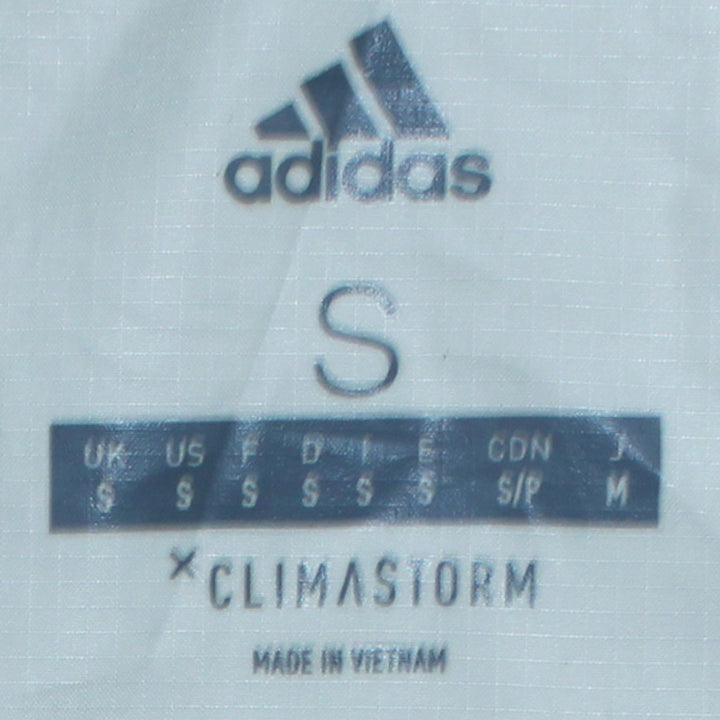 adidas
S
UK US F D I E CDN J
S S S S S S S/P M
×CLIMASTORM
MADE IN VIETNAM